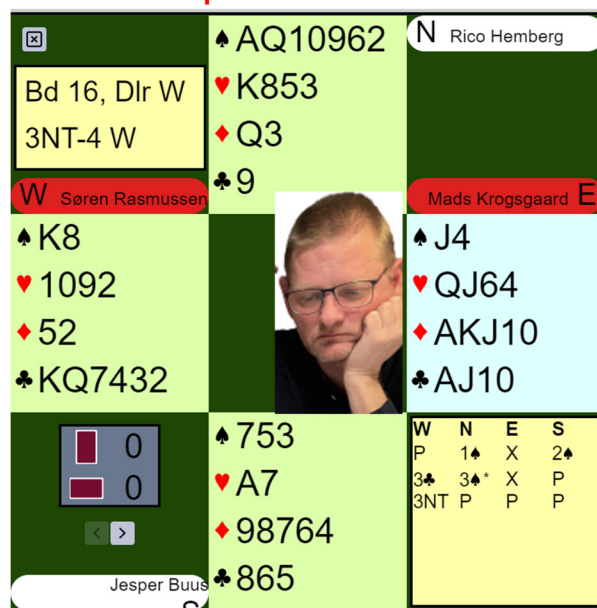 ♠AQ10962
♥K853
♦Q3
♣9
N Rico Hemberg
Bd 16, Dlr W
3NT-4 W
W Søren Rasmussen
Mads Krogsgaard E
♠K8
♥1092
♦52
♣KQ7432
♠J4
♥QJ64
♦AKJ10
♣AJ10
0
0
♠753
♥A7
♦98764
♣865
W N E S
P 1♠ X 2♠
3♣ 3♠* X P
3NT P P P
Jesper Buus
S